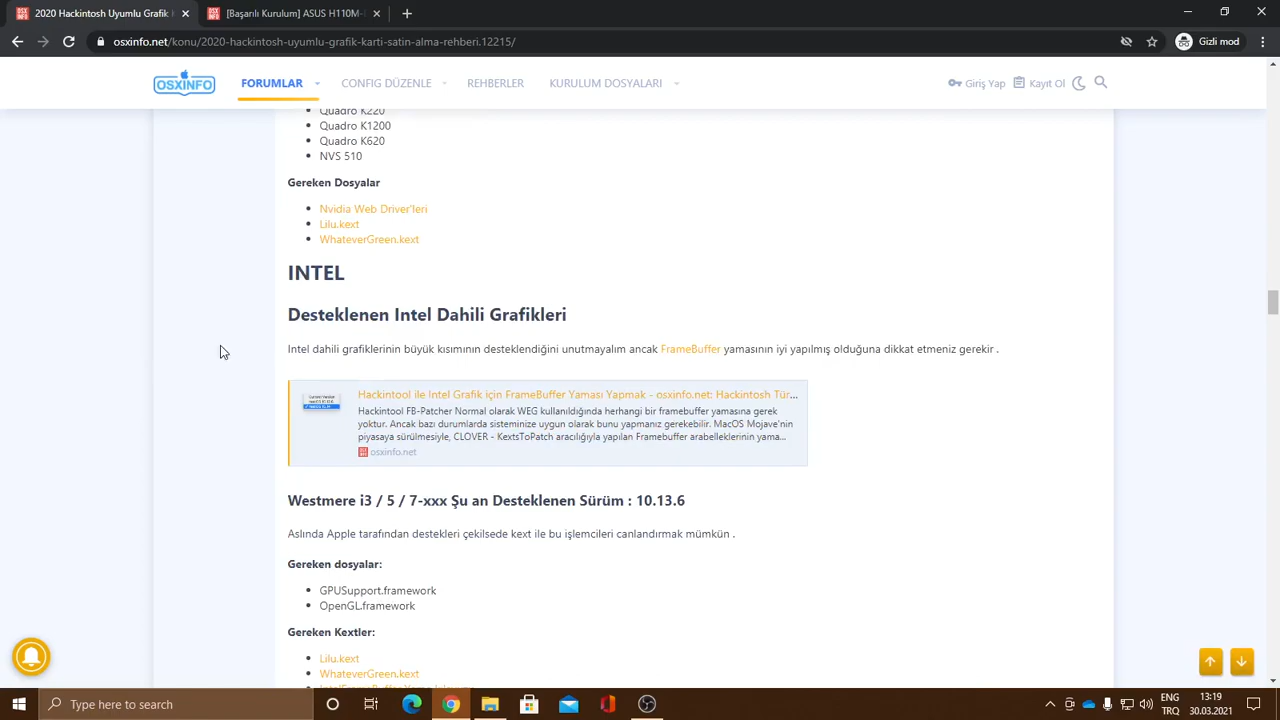 2020 Hackintosh Uyumlu Grafik
[Başarılı Kurulum] ASUS H110M-
osxinfo.net/konu/2020-hackintosh-uyumlu-grafik-karti-satin-alma-rehberi.12215/
Gizli mod
OSXINFO
FORUMLAR
CONFIG DÜZENLE
REHBERLER
KURULUM DOSYALARI
Giriş Yap
Kayıt Ol
Quadro K220
Quadro K1200
Quadro K620
NVS 510
Gereken Dosyalar
Nvidia Web Driver'leri
Lilu.kext
WhateverGreen.kext
INTEL
Desteklenen Intel Dahili Grafikleri
Intel dahili grafiklerinin büyük kısımının desteklendiğini unutmayalım ancak FrameBuffer yamasının iyi yapılmış olduğuna dikkat etmeniz gerekir .
Hackintool ile Intel Grafik için FrameBuffer Yaması Yapmak - osxinfo.net: Hackintosh Tür...
Hackintool FB-Patcher Normal olarak WEG kullanıldığında herhangi bir framebuffer yamasına gerek
yoktur. Ancak bazı durumlarda sisteminize uygun olarak bunu yapmanız gerekebilir. MacOS Mojave'nin
piyasaya sürülmesiyle, CLOVER - KextsToPatch aracılığıyla yapılan Framebuffer arabelleklerinin yama...
osxinfo.net
Westmere i3 / 5 / 7-xxx Şu an Desteklenen Sürüm : 10.13.6
Aslında Apple tarafından destekleri çekilsede kext ile bu işlemcileri canlandırmak mümkün .
Gereken dosyalar:
GPUSupport.framework
OpenGL.framework
Gereken Kextler:
Lilu.kext
WhateverGreen.kext
Type here to search
ENG
TRQ
13:19
30.03.2021